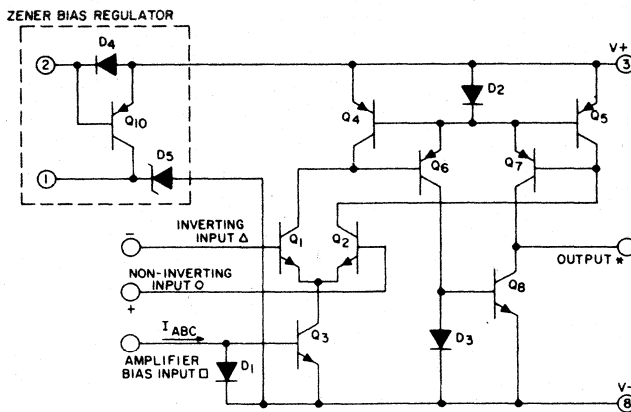 ZENER BIAS REGULATOR
D4
2
Q10
D5
1
V+
3
D2
Q4
Q5
Q6
Q7
−
INVERTING
INPUT △
Q1
Q2
OUTPUT *
NON-INVERTING
INPUT ○
+
Q8
IABC
Q3
D3
AMPLIFIER
BIAS INPUT □
D1
V−
8